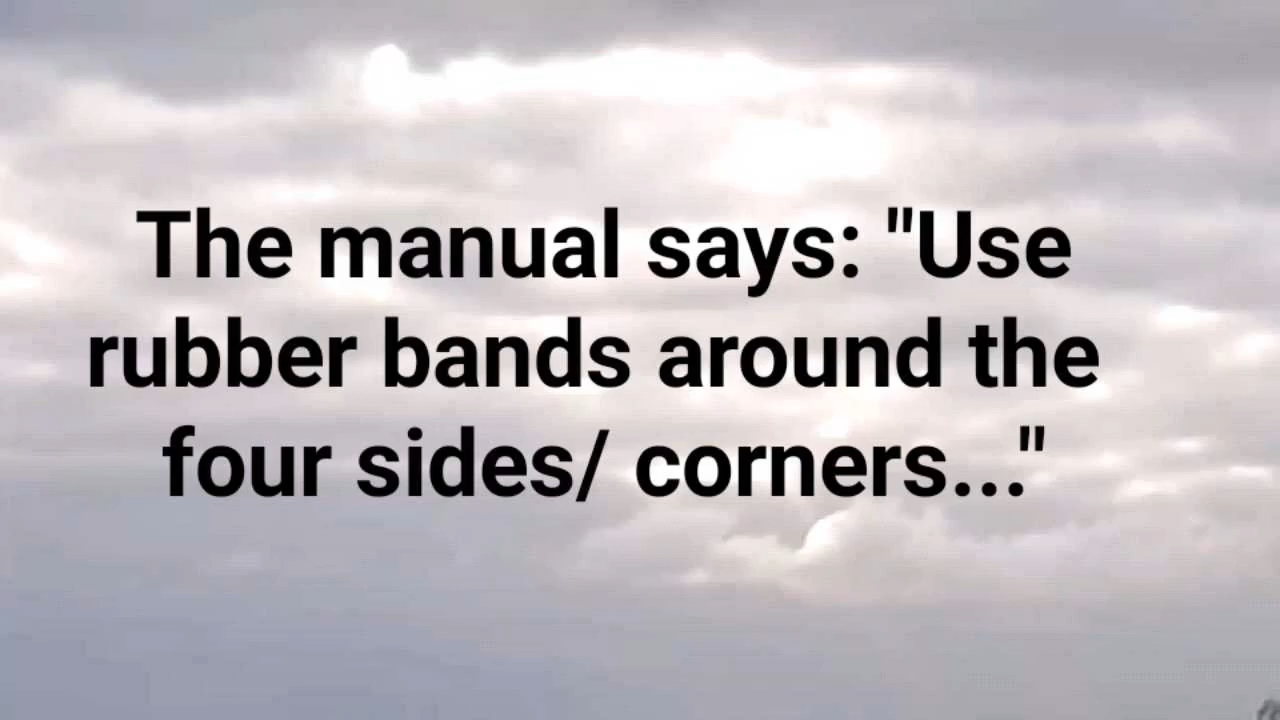 The manual says: "Use
rubber bands around the
four sides/ corners..."